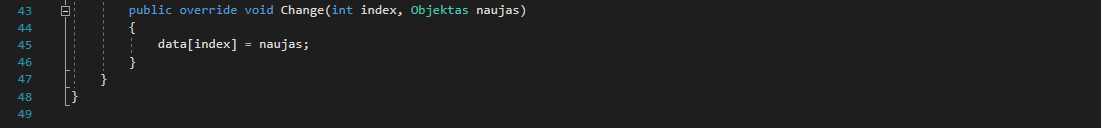 43 public override void Change(int index, Objektas naujas)
44 {
45 data[index] = naujas;
46 }
47 }
48 }
49